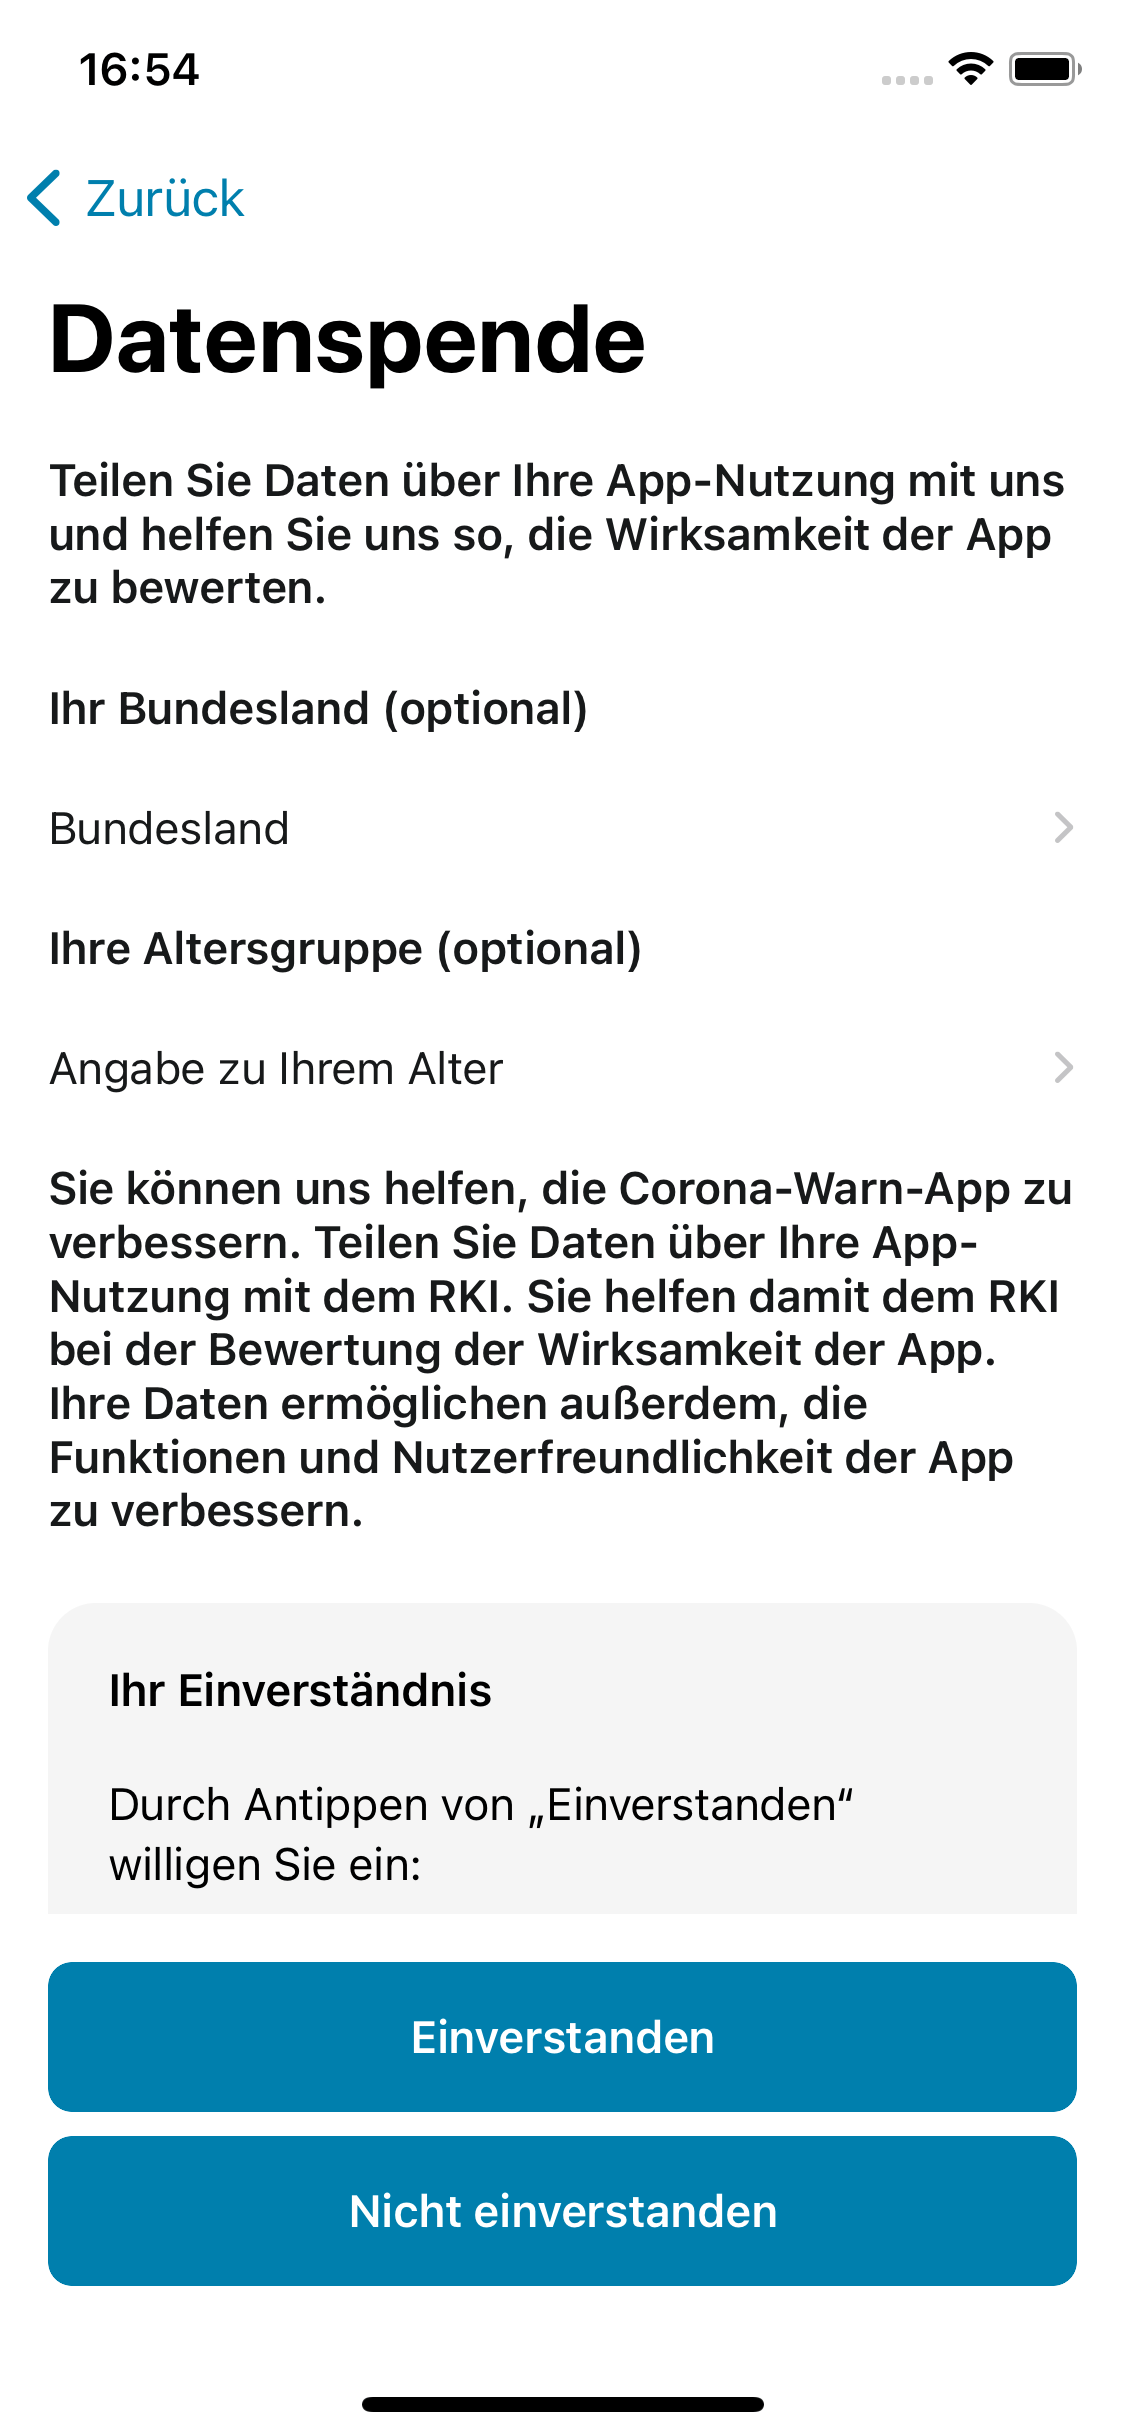 16:54
Zurück
Datenspende
Teilen Sie Daten über Ihre App-Nutzung mit uns
und helfen Sie uns so, die Wirksamkeit der App
zu bewerten.
Ihr Bundesland (optional)
Bundesland
Ihre Altersgruppe (optional)
Angabe zu Ihrem Alter
Sie können uns helfen, die Corona-Warn-App zu
verbessern. Teilen Sie Daten über Ihre App-
Nutzung mit dem RKI. Sie helfen damit dem RKI
bei der Bewertung der Wirksamkeit der App.
Ihre Daten ermöglichen außerdem, die
Funktionen und Nutzerfreundlichkeit der App
zu verbessern.
Ihr Einverständnis
Durch Antippen von „Einverstanden“
willigen Sie ein:
Einverstanden
Nicht einverstanden